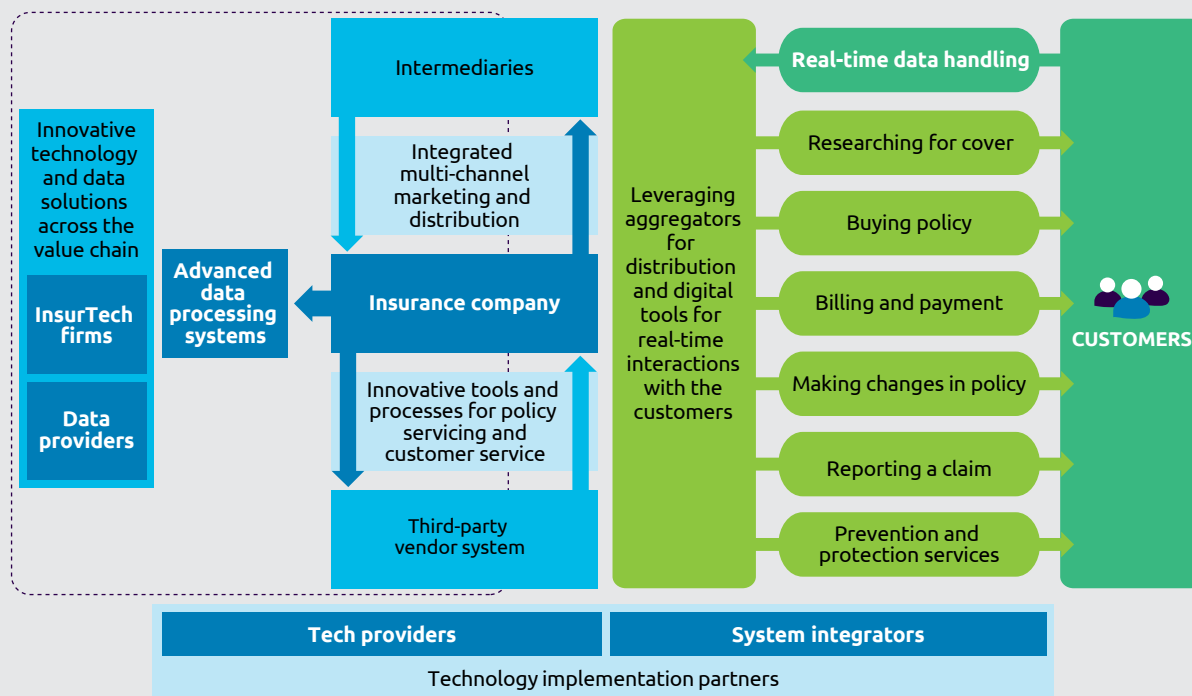 Innovative
technology
and data
solutions
across the
value chain
InsurTech
firms
Data
providers
Advanced
data
processing
systems
Intermediaries
Integrated
multi-channel
marketing and
distribution
Insurance company
Innovative tools and
processes for policy
servicing and
customer service
Third-party
vendor system
Leveraging
aggregators
for
distribution
and digital
tools for
real-time
interactions
with the
customers
Real-time data handling
Researching for cover
Buying policy
Billing and payment
Making changes in policy
Reporting a claim
Prevention and
protection services
CUSTOMERS
Tech providers
System integrators
Technology implementation partners